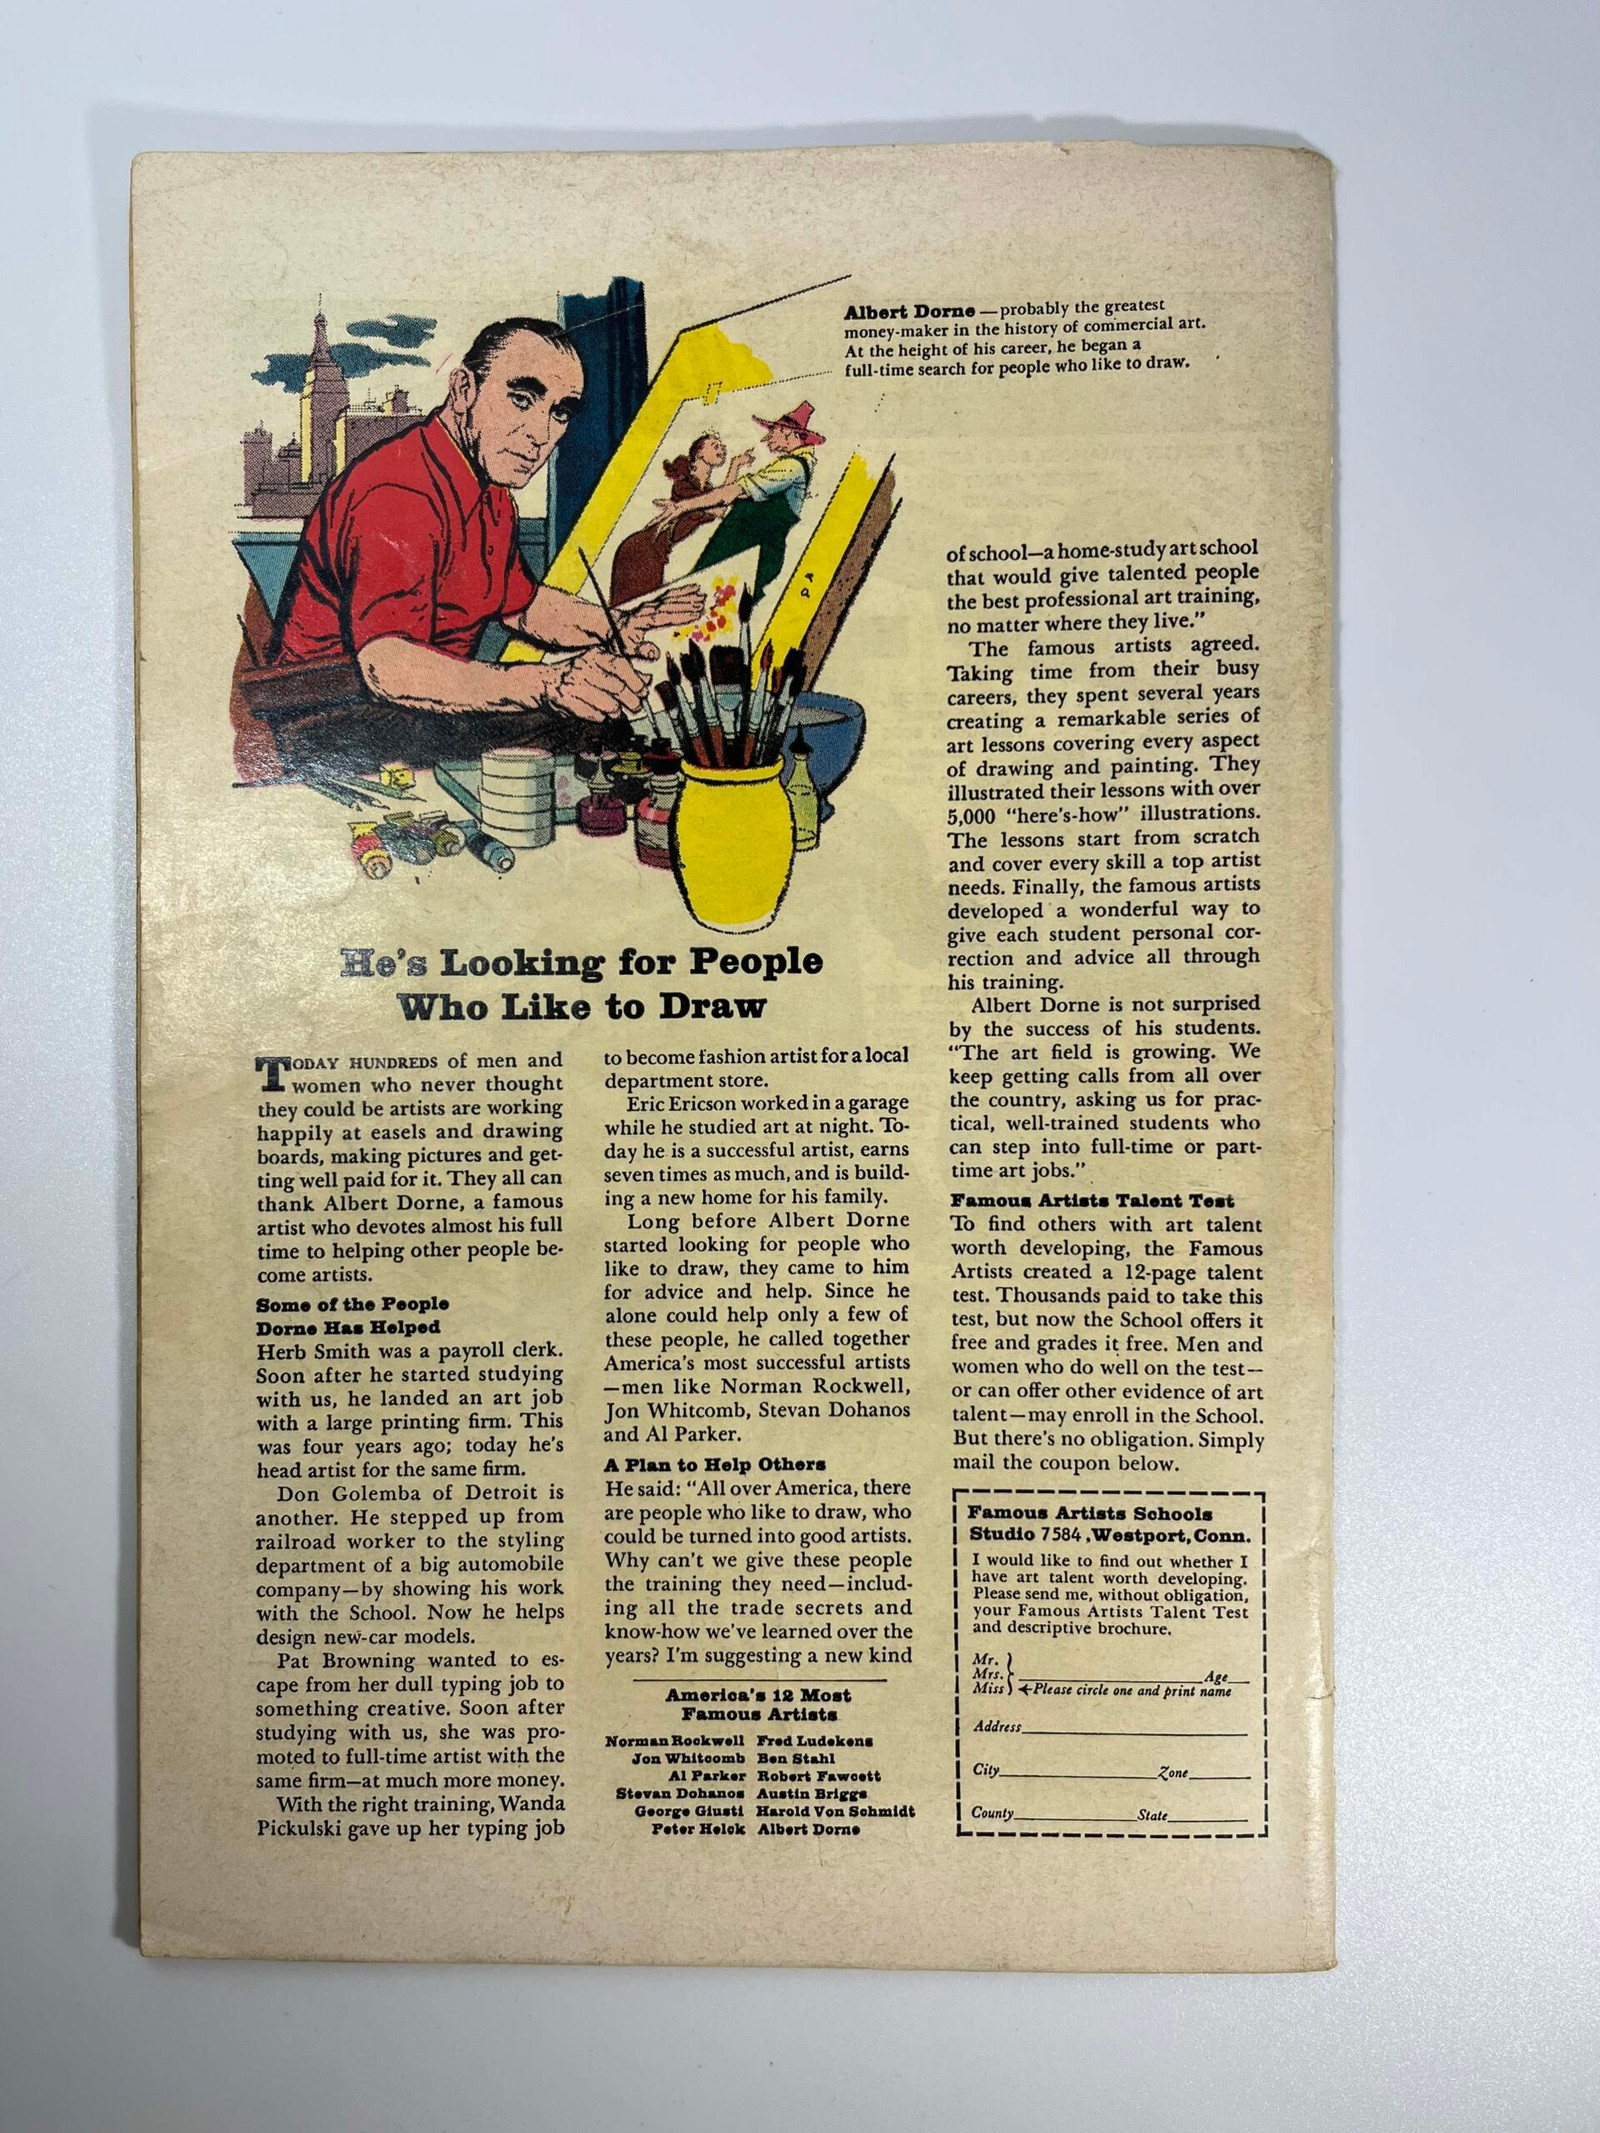 Albert Dorne — probably the greatest
money-maker in the history of commercial art.
At the height of his career, he began a
full-time search for people who like to draw.
He's Looking for People
Who Like to Draw
TODAY HUNDREDS of men and
women who never thought
they could be artists are working
happily at easels and drawing
boards, making pictures and get-
ting well paid for it. They all can
thank Albert Dorne, a famous
artist who devotes almost his full
time to helping other people be-
come artists.
Some of the People
Dorne Has Helped
Herb Smith was a payroll clerk.
Soon after he started studying
with us, he landed an art job
with a large printing firm. This
was four years ago; today he's
head artist for the same firm.
Don Golemba of Detroit is
another. He stepped up from
railroad worker to the styling
department of a big automobile
company—by showing his work
with the School. Now he helps
design new-car models.
Pat Browning wanted to es-
cape from her dull typing job to
something creative. Soon after
studying with us, she was pro-
moted to full-time artist with the
same firm—at much more money.
With the right training, Wanda
Pickulski gave up her typing job
to become fashion artist for a local
department store.
Eric Ericson worked in a garage
while he studied art at night. To-
day he is a successful artist, earns
seven times as much, and is build-
ing a new home for his family.
Long before Albert Dorne
started looking for people who
like to draw, they came to him
for advice and help. Since he
alone could help only a few of
these people, he called together
America's most successful artists
—men like Norman Rockwell,
Jon Whitcomb, Stevan Dohanos
and Al Parker.
A Plan to Help Others
He said: "All over America, there
are people who like to draw, who
could be turned into good artists.
Why can't we give these people
the training they need—includ-
ing all the trade secrets and
know-how we've learned over the
years? I'm suggesting a new kind
America's 12 Most
Famous Artists
Norman Rockwell Fred Ludekens
Jon Whitcomb Ben Stahl
Al Parker Robert Fawcett
Stevan Dohanos Austin Briggs
George Giusti Harold Von Schmidt
Peter Helck Albert Dorne
of school—a home-study art school
that would give talented people
the best professional art training,
no matter where they live."
The famous artists agreed.
Taking time from their busy
careers, they spent several years
creating a remarkable series of
art lessons covering every aspect
of drawing and painting. They
illustrated their lessons with over
5,000 "here's-how" illustrations.
The lessons start from scratch
and cover every skill a top artist
needs. Finally, the famous artists
developed a wonderful way to
give each student personal cor-
rection and advice all through
his training.
Albert Dorne is not surprised
by the success of his students.
"The art field is growing. We
keep getting calls from all over
the country, asking us for prac-
tical, well-trained students who
can step into full-time or part-
time art jobs."
Famous Artists Talent Test
To find others with art talent
worth developing, the Famous
Artists created a 12-page talent
test. Thousands paid to take this
test, but now the School offers it
free and grades it free. Men and
women who do well on the test—
or can offer other evidence of art
talent—may enroll in the School.
But there's no obligation. Simply
mail the coupon below.
Famous Artists Schools
Studio 7584, Westport, Conn.
I would like to find out whether I
have art talent worth developing.
Please send me, without obligation,
your Famous Artists Talent Test
and descriptive brochure.
Mr.
Mrs. Age
Miss ←Please circle one and print name
Address
City Zone
County State